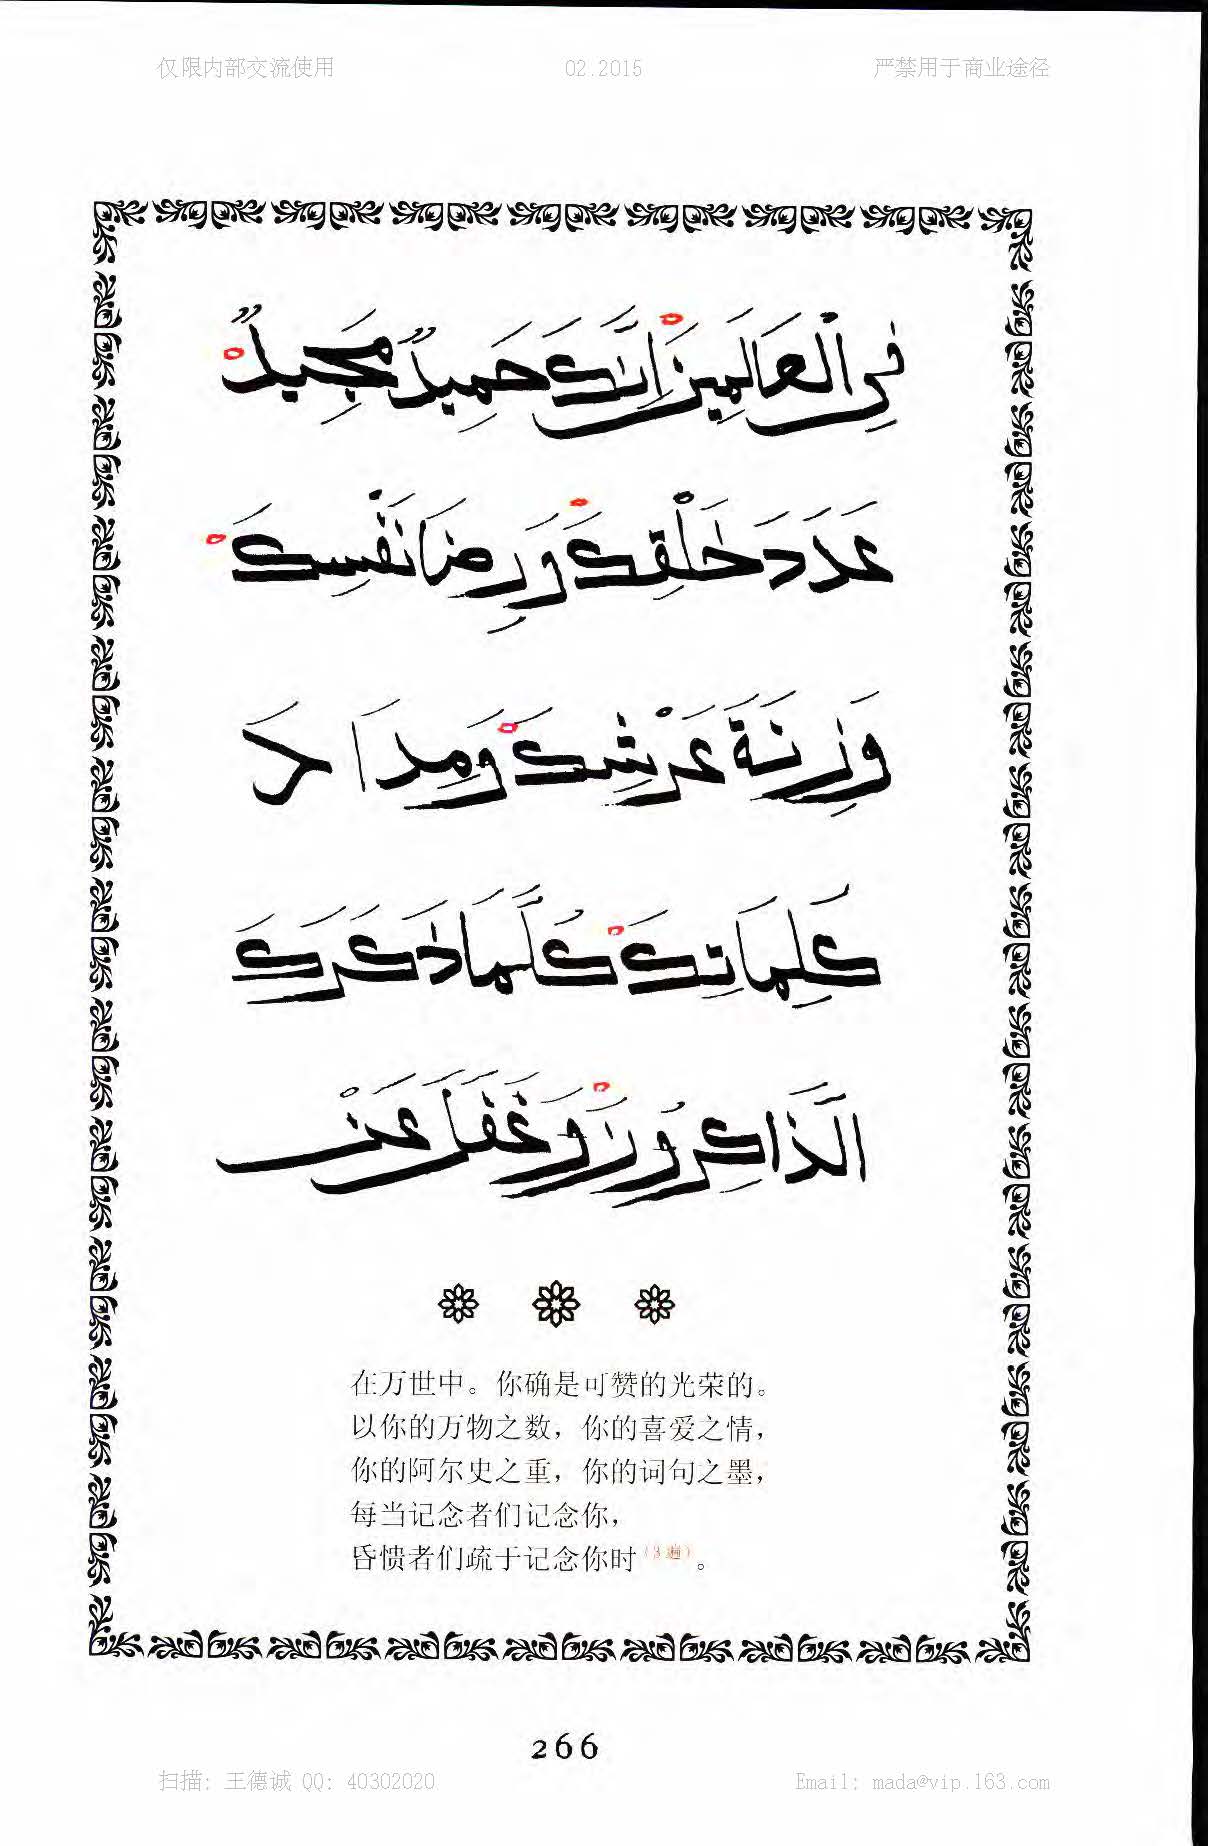 仅限内部交流使用 02.2015 严禁用于商业途径
فِي الْعَالَمِينَ إِنَّكَ حَمِيدٌ مَجِيدٌ
عَدَدَ خَلْقِكَ وَرِضَا نَفْسِكَ
وَزِنَةَ عَرْشِكَ وَمِدَادَ
كَلِمَاتِكَ كُلَّمَا ذَكَرَكَ
الذَّاكِرُونَ وَغَفَلَ عَنْ
在万世中。你确是可赞的光荣的。
以你的万物之数，你的喜爱之情，
你的阿尔史之重，你的词句之墨，
每当记念者们记念你，
昏愦者们疏于记念你时（3遍）。
266
扫描: 王德诚 QQ: 40302020 Email: mada@vip.163.com